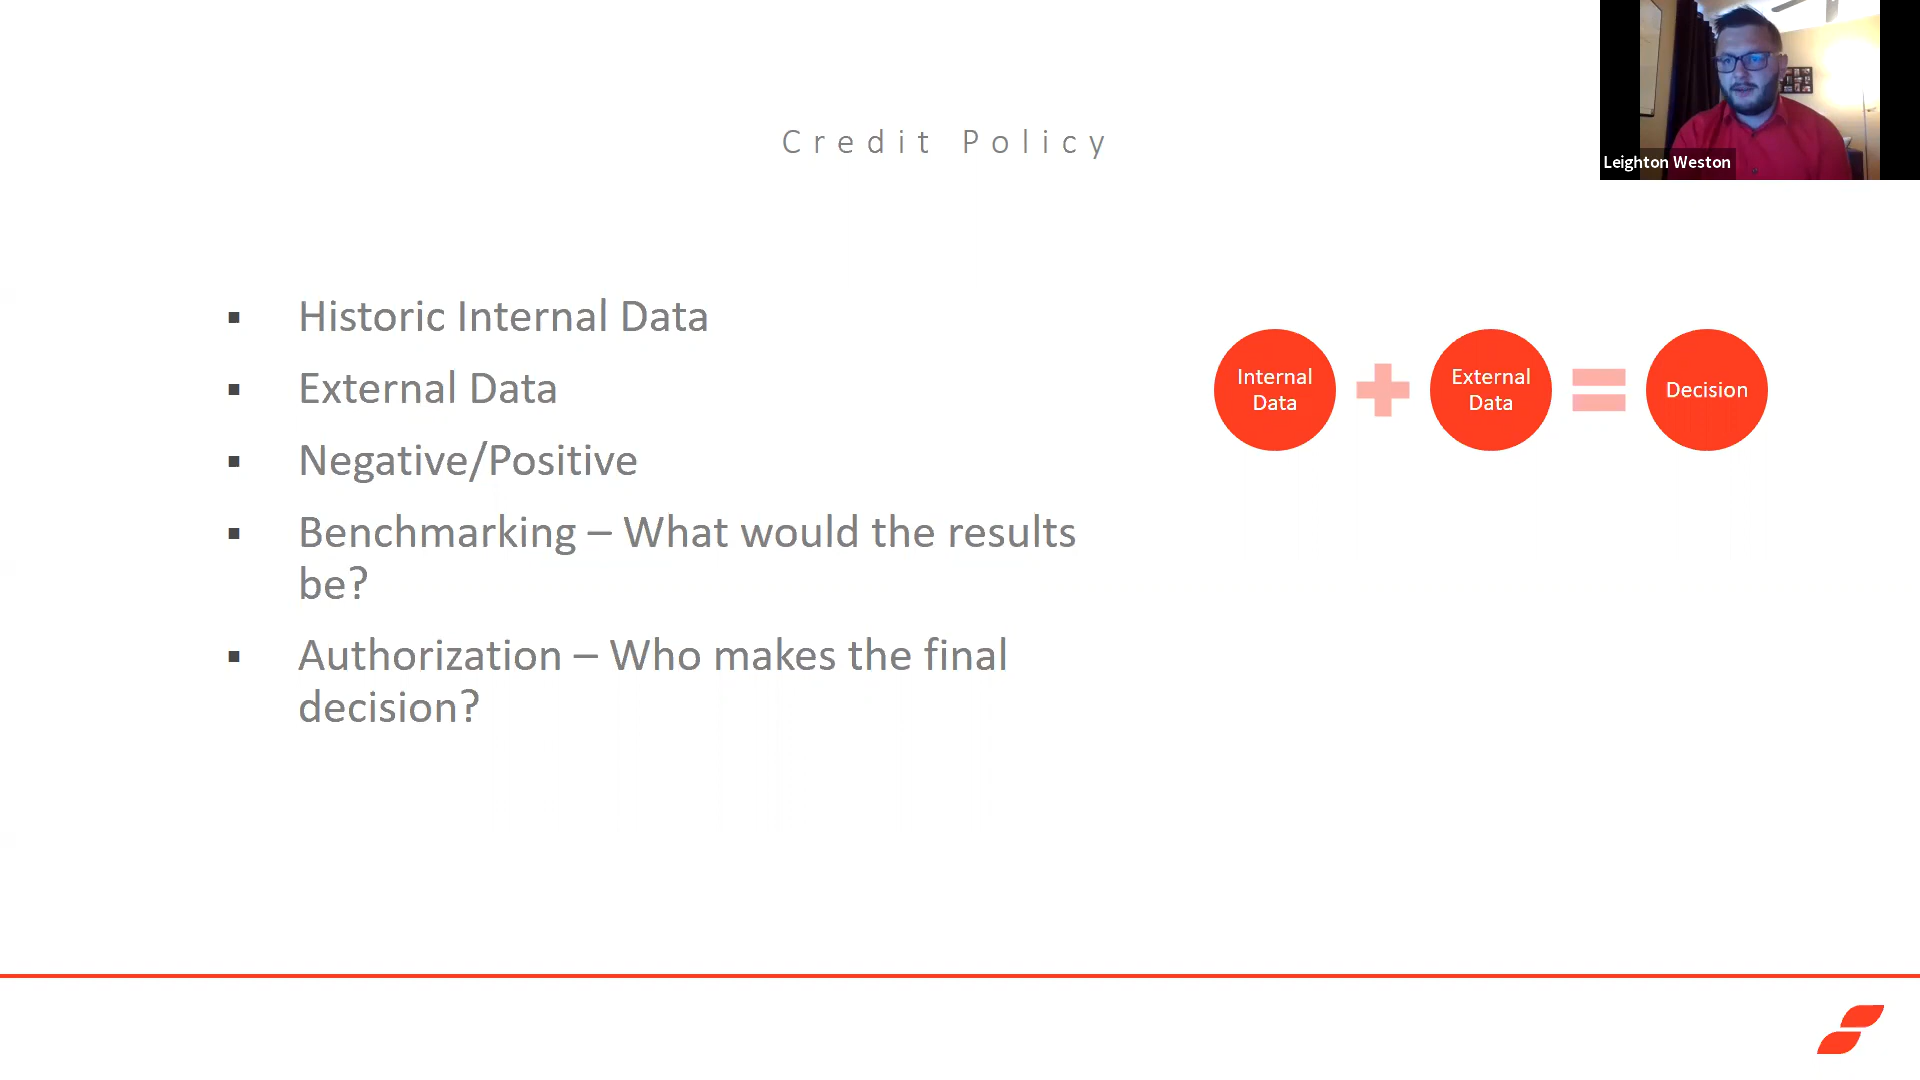 Credit Policy
Leighton Weston
▪ Historic Internal Data
▪ External Data
▪ Negative/Positive
▪ Benchmarking – What would the results
be?
▪ Authorization – Who makes the final
decision?
Internal
Data
External
Data
Decision